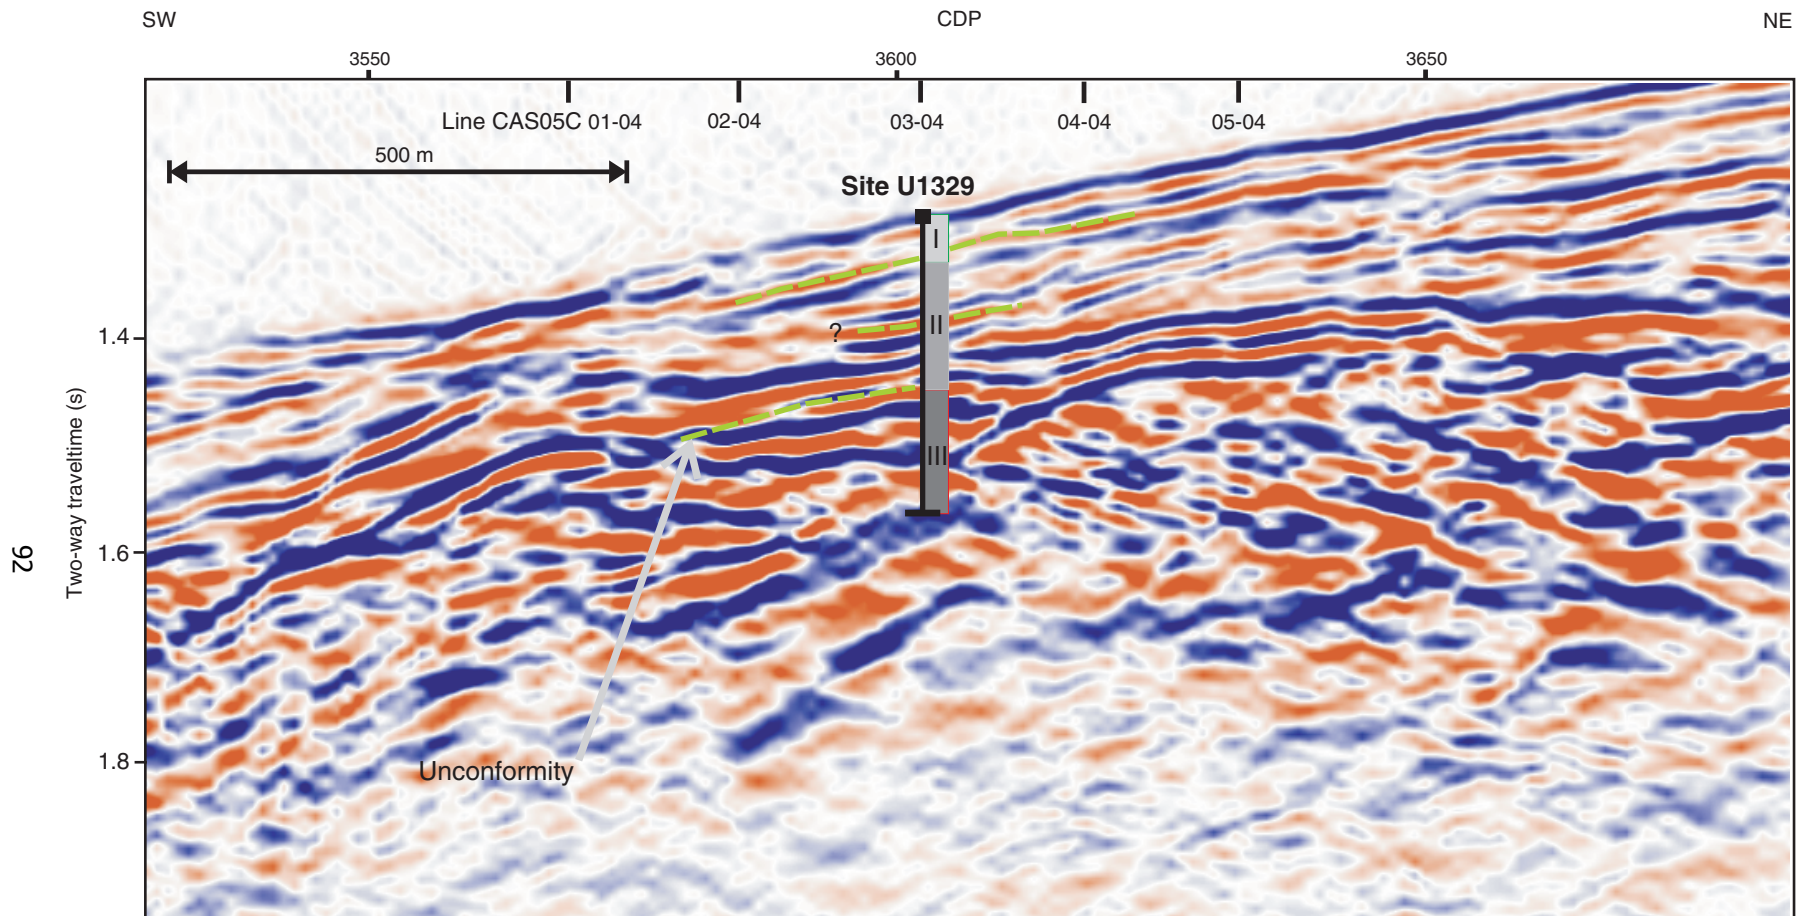 SW CDP NE
3550 3600 3650
Line CAS05C 01-04 02-04 03-04 04-04 05-04
500 m
Site U1329
I
?
II
III
1.4
1.6
1.8
Two-way traveltime (s)
Unconformity
92